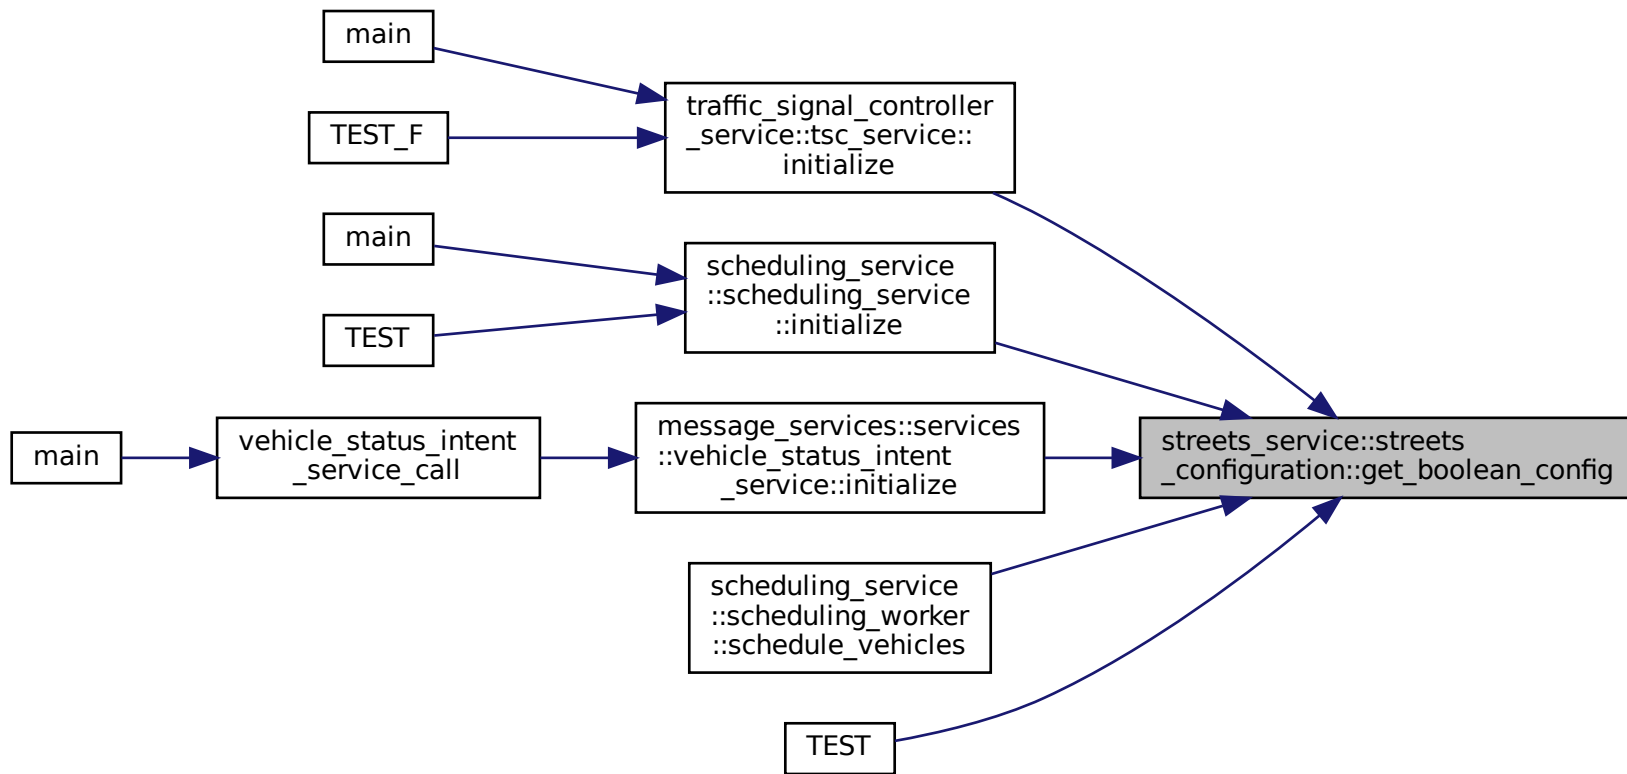 main
TEST_F
traffic_signal_controller
_service::tsc_service::
initialize
main
TEST
scheduling_service
::scheduling_service
::initialize
main
vehicle_status_intent
_service_call
message_services::services
::vehicle_status_intent
_service::initialize
streets_service::streets
_configuration::get_boolean_config
scheduling_service
::scheduling_worker
::schedule_vehicles
TEST